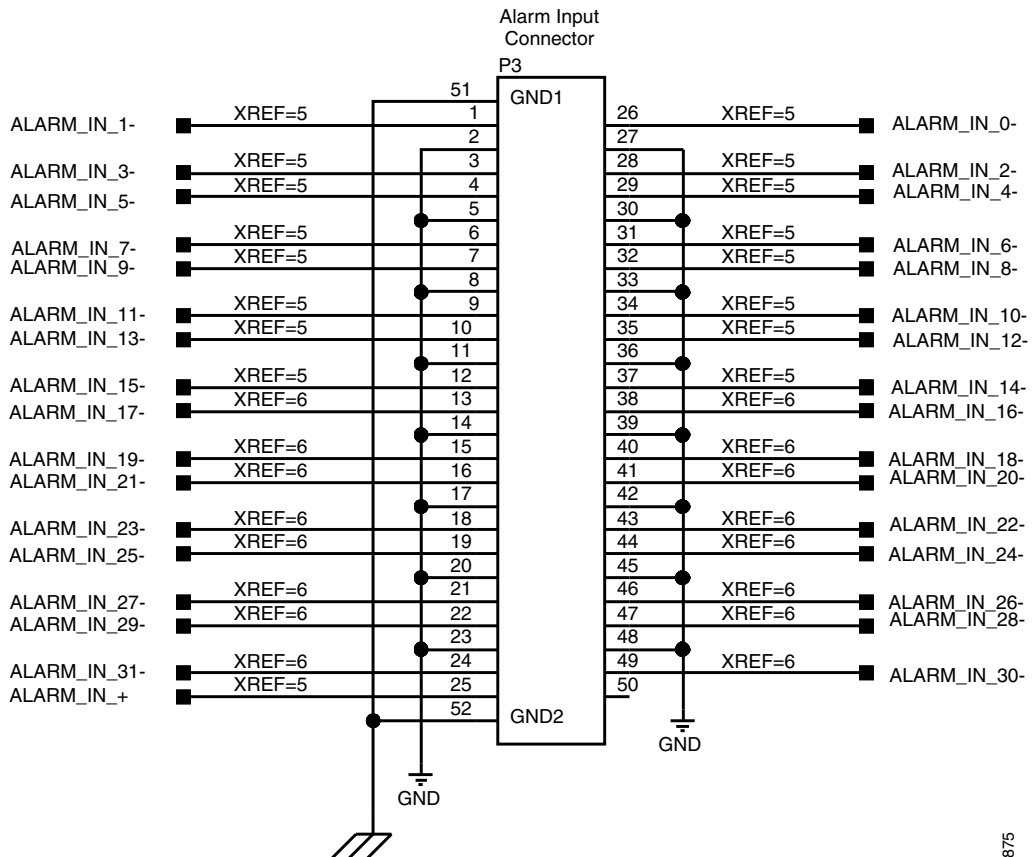 Alarm Input
Connector
P3
51 GND1
ALARM_IN_1- XREF=5 1 26 XREF=5 ALARM_IN_0-
2 27
ALARM_IN_3- XREF=5 3 28 XREF=5 ALARM_IN_2-
ALARM_IN_5- XREF=5 4 29 XREF=5 ALARM_IN_4-
5 30
ALARM_IN_7- XREF=5 6 31 XREF=5 ALARM_IN_6-
ALARM_IN_9- XREF=5 7 32 XREF=5 ALARM_IN_8-
8 33
ALARM_IN_11- XREF=5 9 34 XREF=5 ALARM_IN_10-
ALARM_IN_13- XREF=5 10 35 XREF=5 ALARM_IN_12-
11 36
ALARM_IN_15- XREF=5 12 37 XREF=5 ALARM_IN_14-
ALARM_IN_17- XREF=6 13 38 XREF=6 ALARM_IN_16-
14 39
ALARM_IN_19- XREF=6 15 40 XREF=6 ALARM_IN_18-
ALARM_IN_21- XREF=6 16 41 XREF=6 ALARM_IN_20-
17 42
ALARM_IN_23- XREF=6 18 43 XREF=6 ALARM_IN_22-
ALARM_IN_25- XREF=6 19 44 XREF=6 ALARM_IN_24-
20 45
ALARM_IN_27- XREF=6 21 46 XREF=6 ALARM_IN_26-
ALARM_IN_29- XREF=6 22 47 XREF=6 ALARM_IN_28-
23 48
ALARM_IN_31- XREF=6 24 49 XREF=6 ALARM_IN_30-
ALARM_IN_+ XREF=5 25 50
52 GND2
GND
GND
875